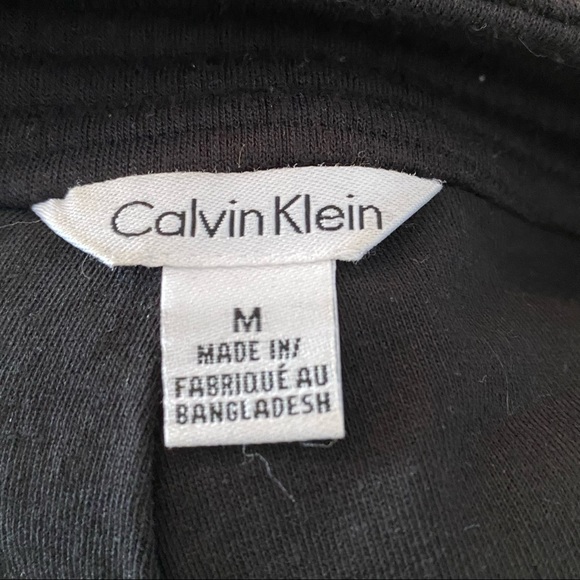 Calvin Klein
M
MADE IN/
FABRIQUÉ AU
BANGLADESH